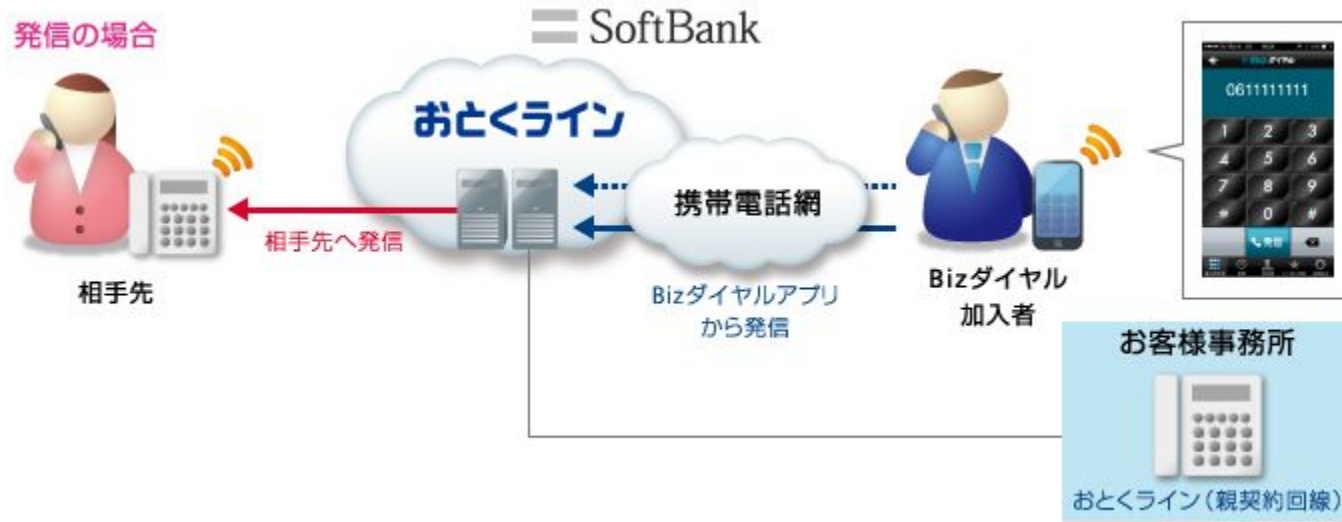 発信の場合
SoftBank
おとくライン
携帯電話網
相手先へ発信
相手先
Bizダイヤルアプリ
から発信
Bizダイヤル
加入者
0611111111
1 2 3
4 5 6
7 8 9
* 0 #
発信
お客様事務所
おとくライン（親契約回線）